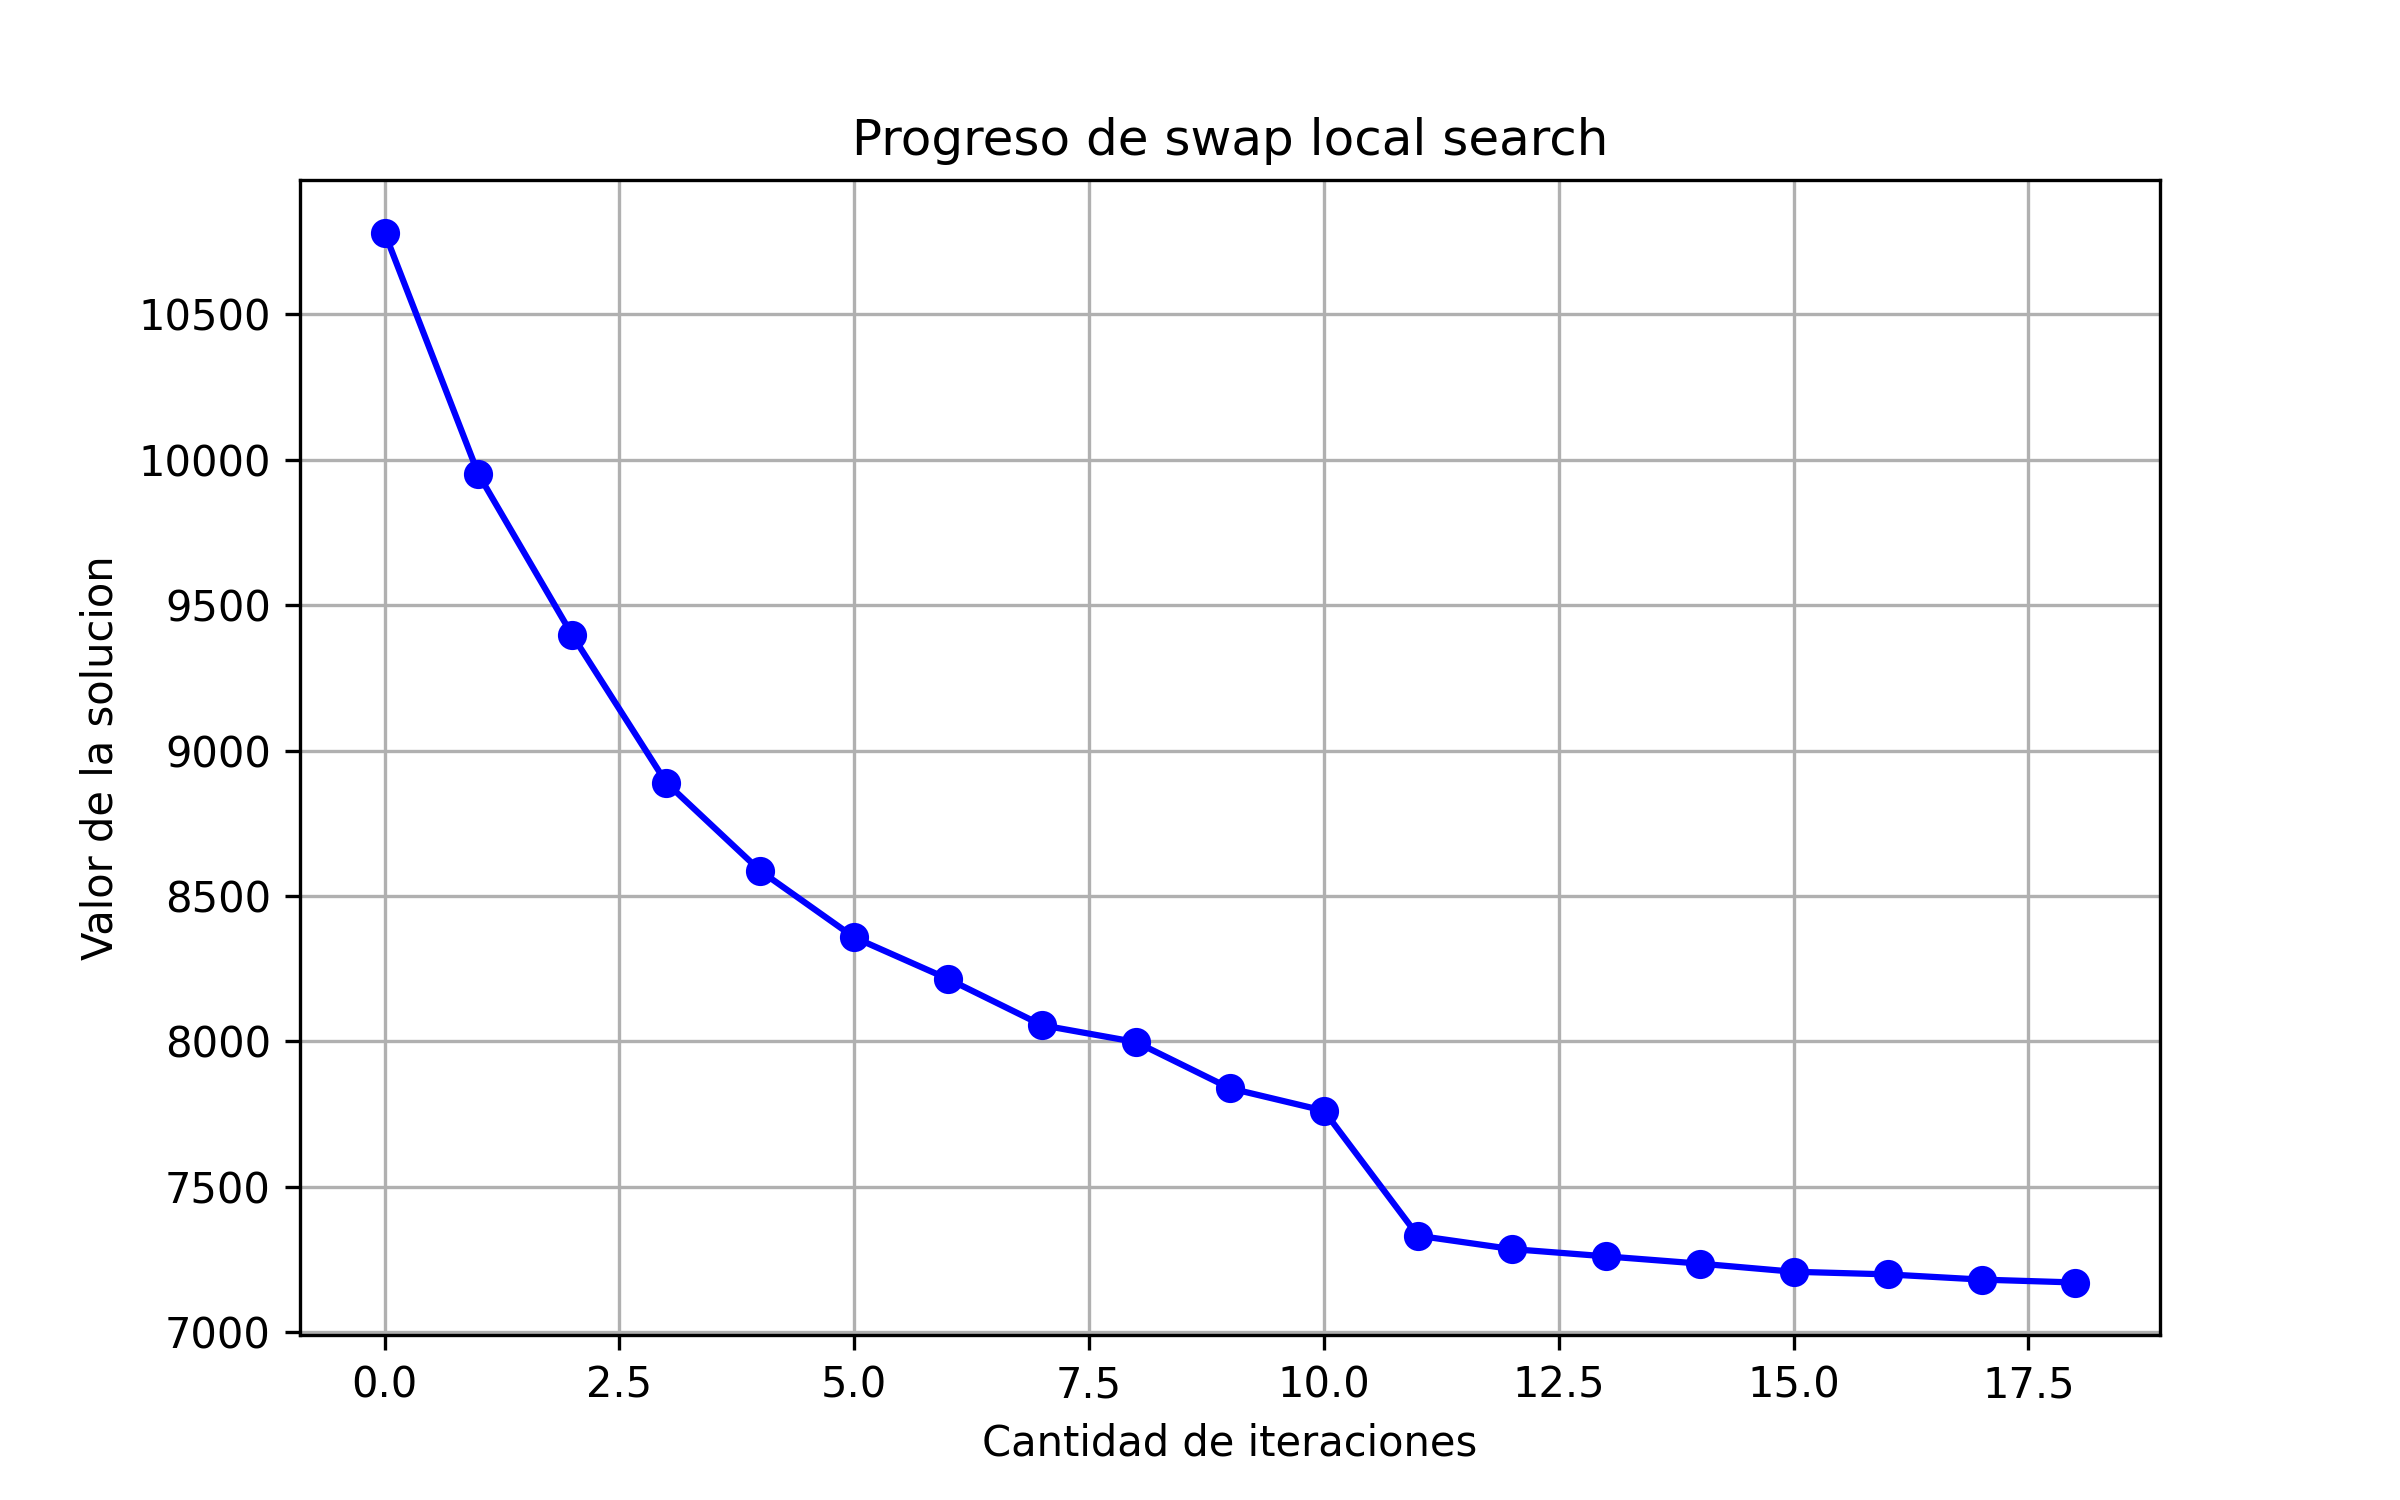 Progreso de swap local search
Valor de la solucion
10500
10000
9500
9000
8500
8000
7500
7000
0.0 2.5 5.0 7.5 10.0 12.5 15.0 17.5
Cantidad de iteraciones